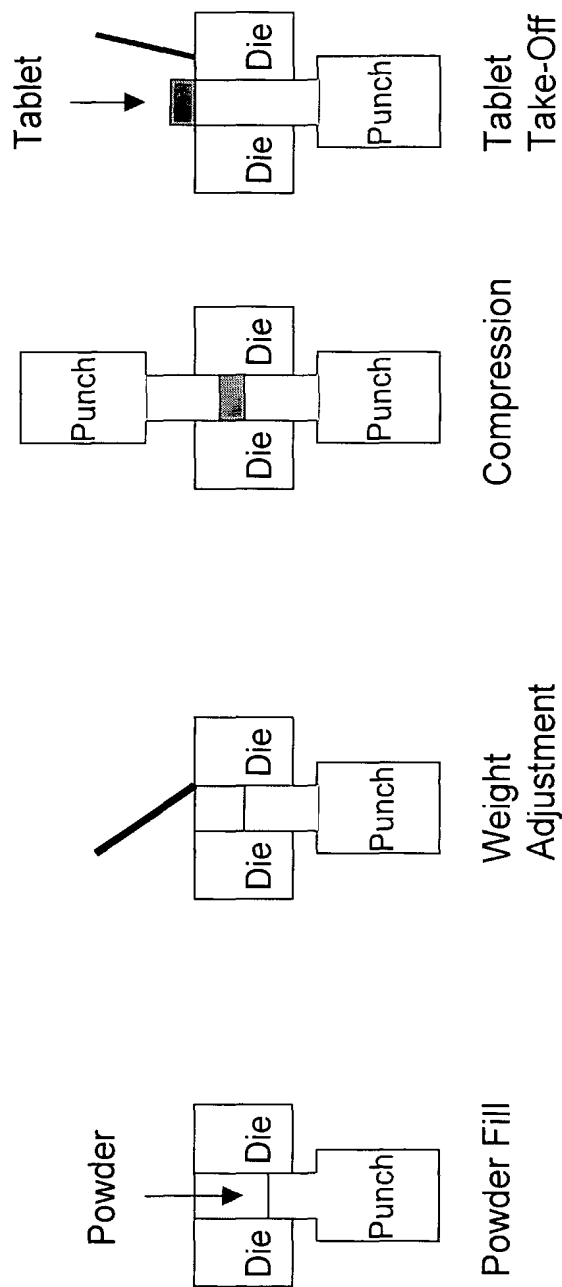 Powder
Die
Die
Punch
Powder Fill
Die
Die
Punch
Weight
Adjustment
Punch
Die
Die
Punch
Compression
Tablet
Die
Die
Punch
Tablet
Take-Off